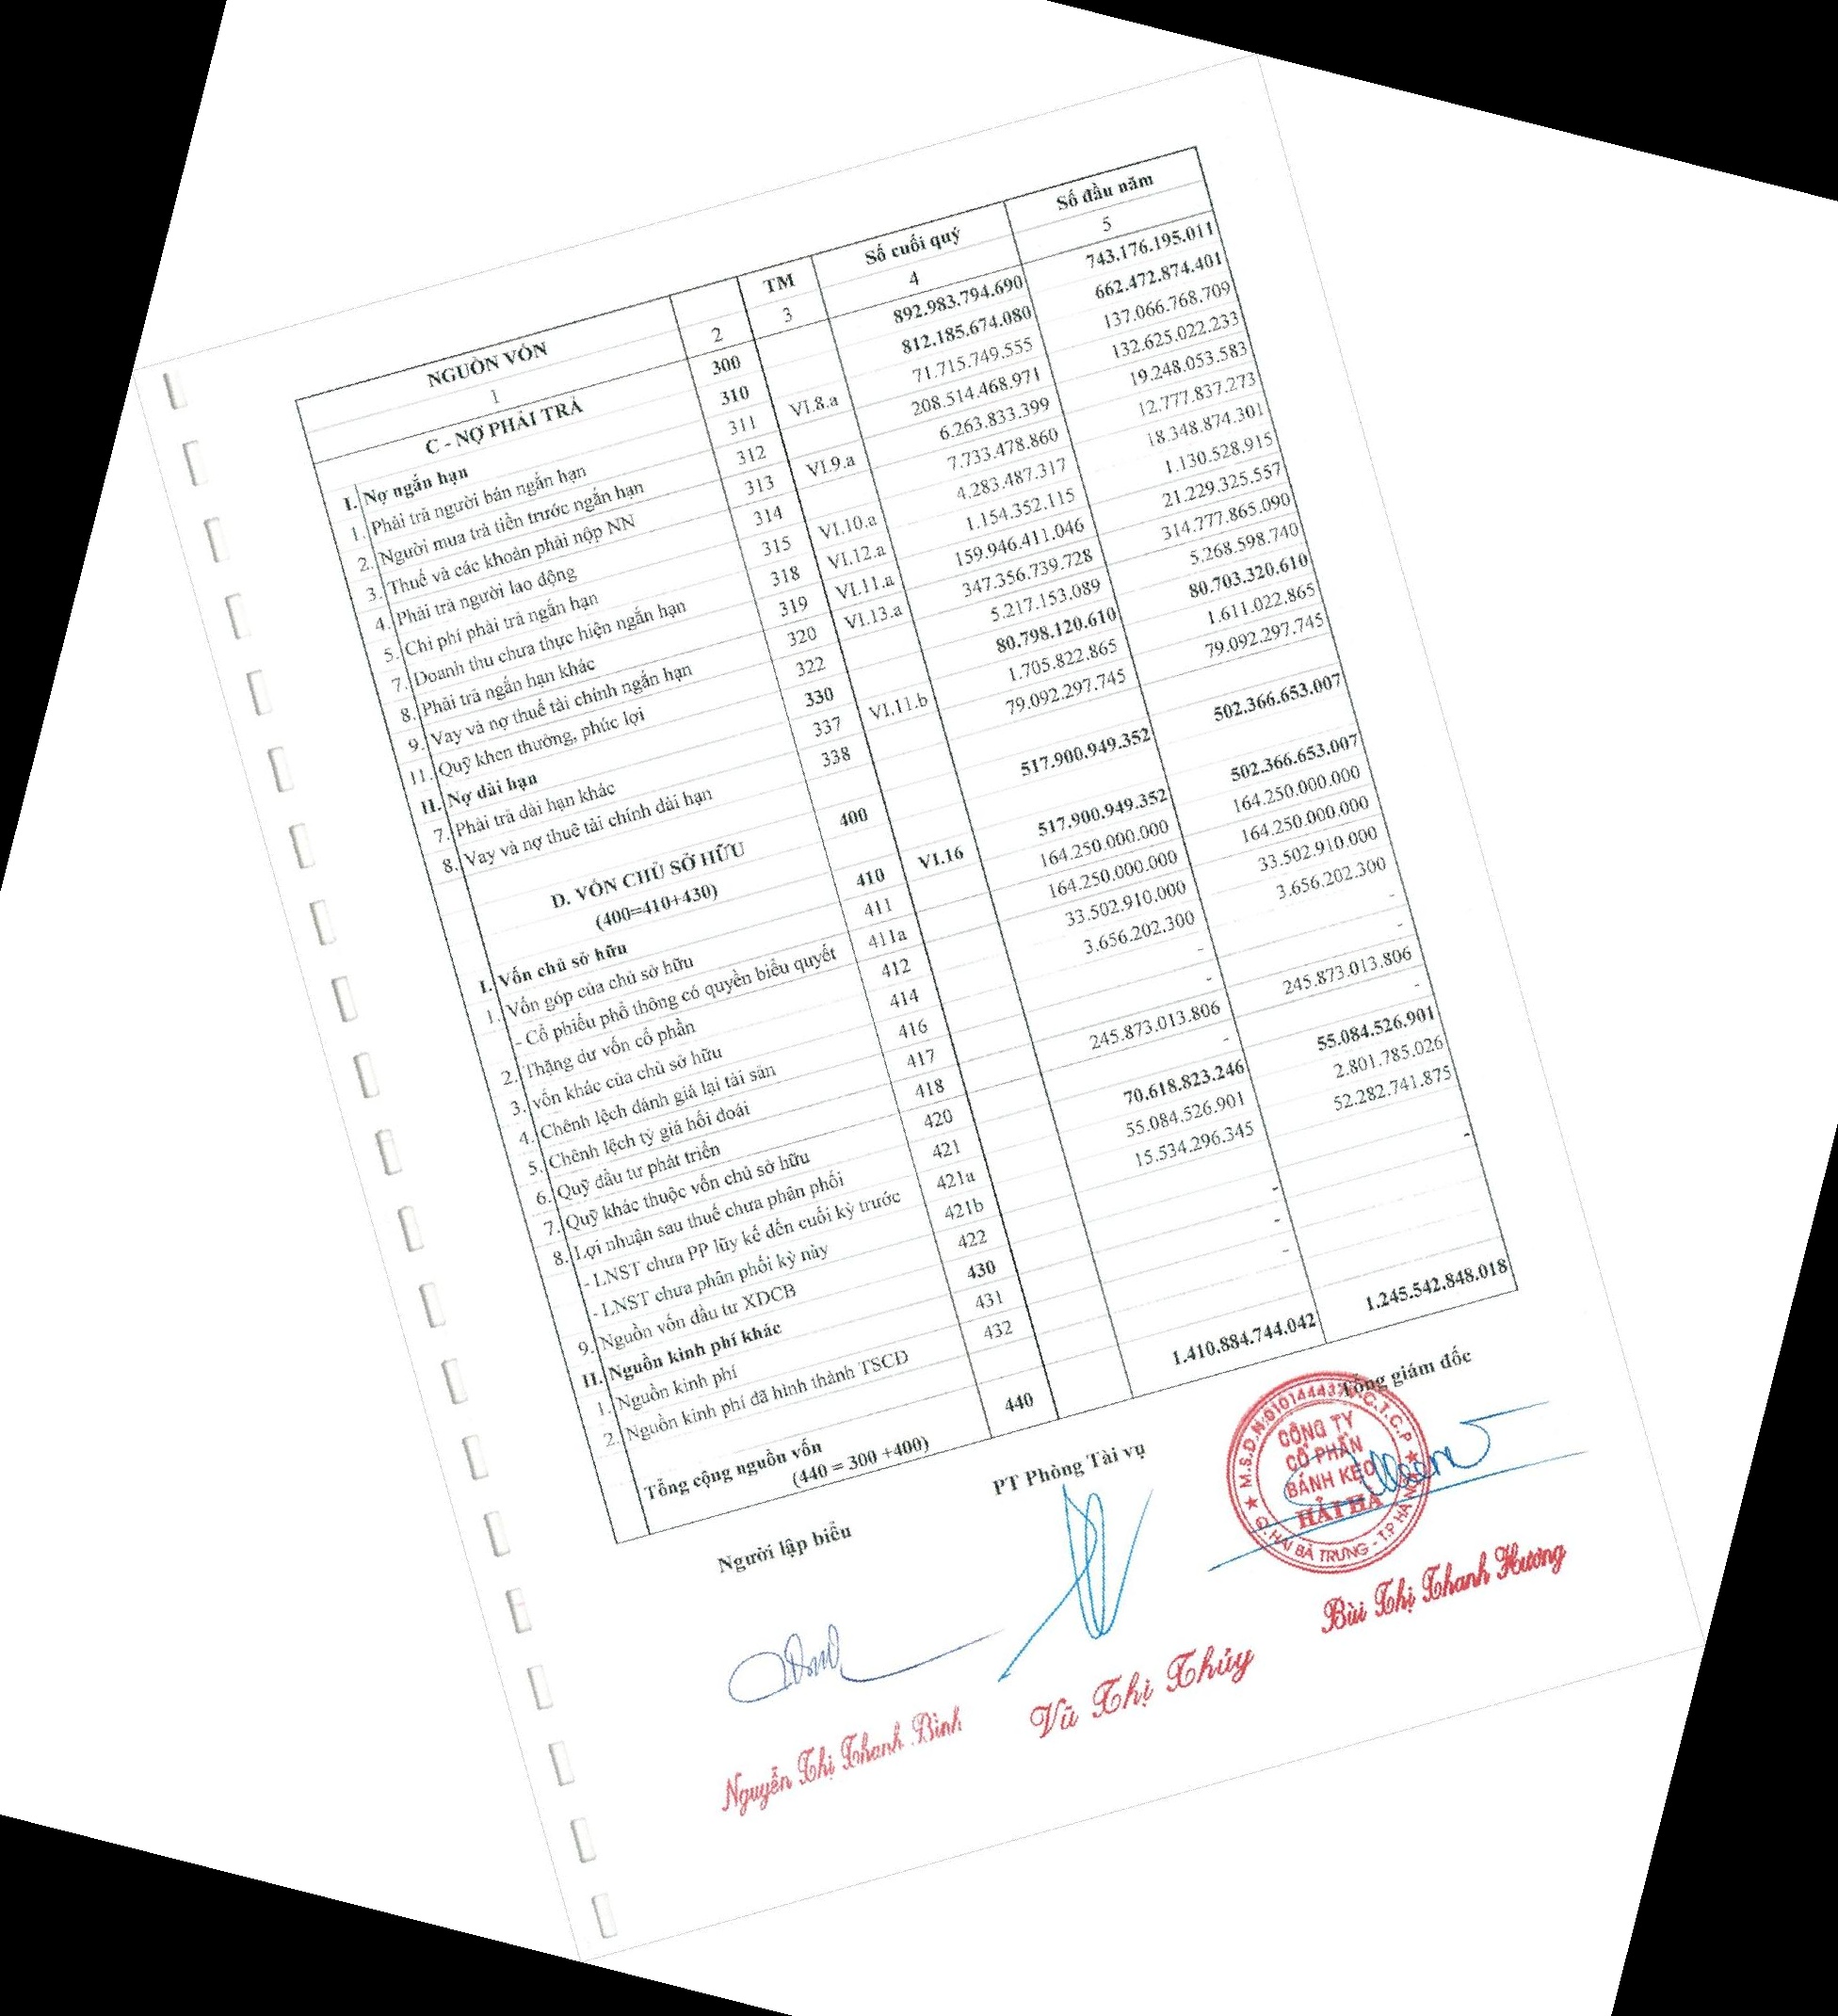 NGUỒN VỐN TM Số cuối quý Số đầu năm
1 2 3 4 5
C - NỢ PHẢI TRẢ 300 892.983.794.690 743.176.195.011
I. Nợ ngắn hạn 310 812.185.674.080 662.472.874.401
1. Phải trả người bán ngắn hạn 311 VI.8.a 71.715.749.555 137.066.768.709
2. Người mua trả tiền trước ngắn hạn 312 208.514.468.971 132.625.022.233
3. Thuế và các khoản phải nộp NN 313 VI.9.a 6.263.833.399 19.248.053.583
4. Phải trả người lao động 314 7.733.478.860 12.777.837.273
5. Chi phí phải trả ngắn hạn 315 VI.10.a 4.283.487.317 18.348.874.301
7. Doanh thu chưa thực hiện ngắn hạn 318 VI.12.a 1.154.352.115 1.130.528.915
8. Phải trả ngắn hạn khác 319 VI.11.a 159.946.411.046 21.229.325.557
9. Vay và nợ thuê tài chính ngắn hạn 320 VI.13.a 347.356.739.728 314.777.865.090
11. Quỹ khen thưởng, phúc lợi 322 5.217.153.089 5.268.598.740
II. Nợ dài hạn 330 80.798.120.610 80.703.320.610
7. Phải trả dài hạn khác 337 VI.11.b 1.705.822.865 1.611.022.865
8. Vay và nợ thuê tài chính dài hạn 338 79.092.297.745 79.092.297.745
D. VỐN CHỦ SỞ HỮU 400 517.900.949.352 502.366.653.007
(400=410+430)
I. Vốn chủ sở hữu 410 VI.16 517.900.949.352 502.366.653.007
1. Vốn góp của chủ sở hữu 411 164.250.000.000 164.250.000.000
- Cổ phiếu phổ thông có quyền biểu quyết 411a 164.250.000.000 164.250.000.000
2. Thặng dư vốn cổ phần 412 33.502.910.000 33.502.910.000
3. vốn khác của chủ sở hữu 414 3.656.202.300 3.656.202.300
4. Chênh lệch đánh giá lại tài sản 416 - -
5. Chênh lệch tỷ giá hối đoái 417 - -
6. Quỹ đầu tư phát triển 418 245.873.013.806 245.873.013.806
7. Quỹ khác thuộc vốn chủ sở hữu 420 - -
8. Lợi nhuận sau thuế chưa phân phối 421 70.618.823.246 55.084.526.901
- LNST chưa PP lũy kế đến cuối kỳ trước 421a 55.084.526.901 2.801.785.026
- LNST chưa phân phối kỳ này 421b 15.534.296.345 52.282.741.875
9. Nguồn vốn đầu tư XDCB 422
II. Nguồn kinh phí khác 430 - -
1. Nguồn kinh phí 431 -
2. Nguồn kinh phí đã hình thành TSCĐ 432 -
Tổng cộng nguồn vốn 440 1.410.884.744.042 1.245.542.848.018
(440 = 300 +400)
Người lập biểu PT Phòng Tài vụ Tổng giám đốc
CÔNG TY
CỔ PHẦN
BÁNH KẸO
HẢI HÀ
Q. HAI BÀ TRƯNG - T.P HÀ NỘI
Nguyễn Thị Thanh Bình Vũ Thị Thủy Bùi Thị Thanh Hương